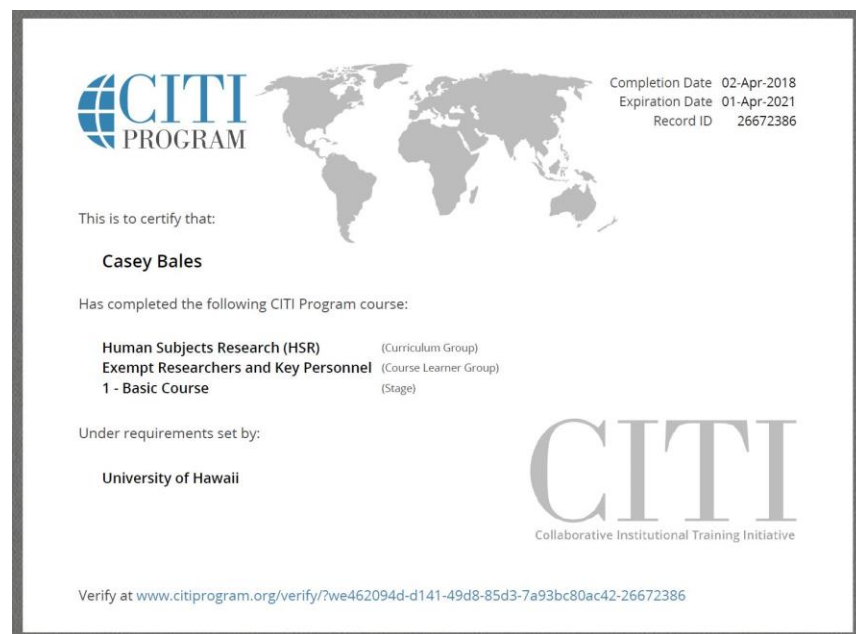 CITI
PROGRAM
Completion Date 02-Apr-2018
Expiration Date 01-Apr-2021
Record ID 26672386
This is to certify that:
Casey Bales
Has completed the following CITI Program course:
Human Subjects Research (HSR) (Curriculum Group)
Exempt Researchers and Key Personnel (Course Learner Group)
1 - Basic Course (Stage)
Under requirements set by:
University of Hawaii
CITI
Collaborative Institutional Training Initiative
Verify at www.citiprogram.org/verify/?we462094d-d141-49d8-85d3-7a93bc80ac42-26672386